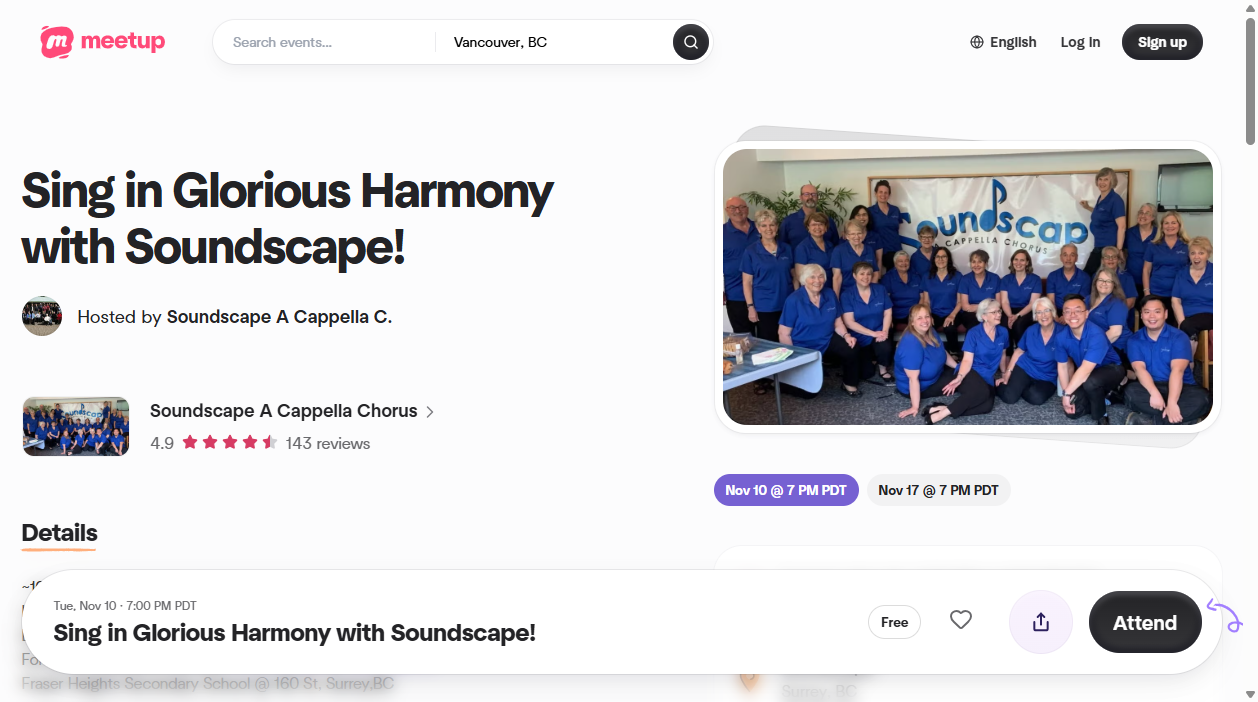 meetup
Search events...
Vancouver, BC
English
Log in
Sign up
Sing in Glorious Harmony
with Soundscape!
Hosted by Soundscape A Cappella C.
Soundscape A Cappella Chorus
4.9
143 reviews
Soundscap
A CAPPELLA CHORUS
Nov 10 @ 7 PM PDT
Nov 17 @ 7 PM PDT
Details
Tue, Nov 10 · 7:00 PM PDT
Sing in Glorious Harmony with Soundscape!
Free
Attend
Fraser Heights Secondary School @ 160 St, Surrey,BC
Surrey, BC